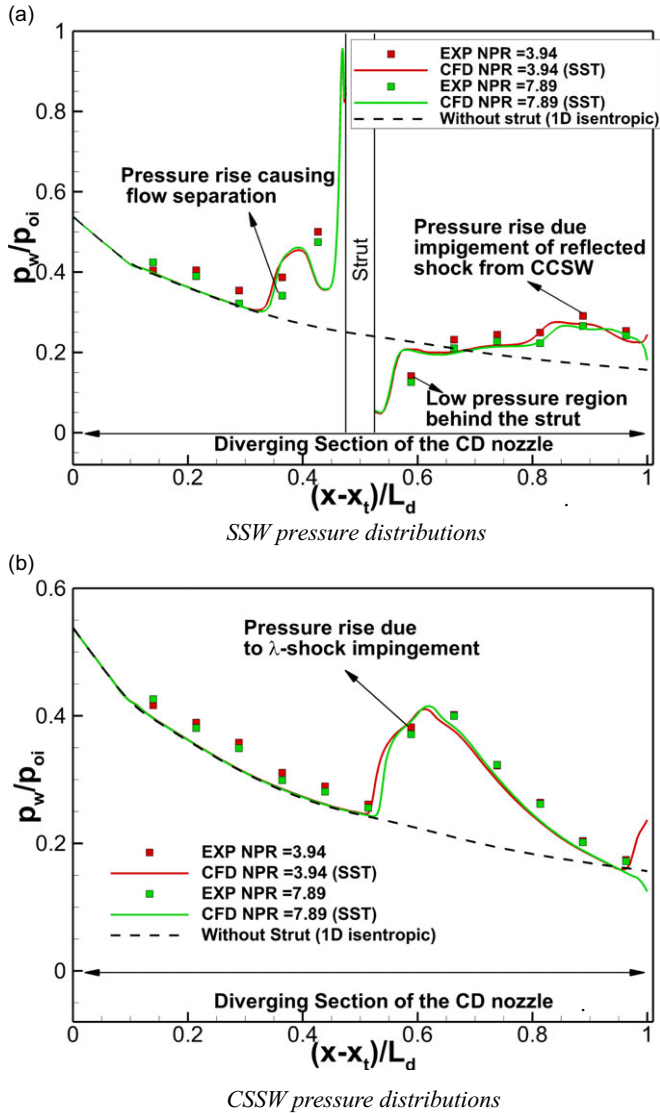 (a)
1
EXP NPR =3.94
CFD NPR =3.94 (SST)
EXP NPR =7.89
CFD NPR =7.89 (SST)
Without strut (1D isentropic)
0.8
0.6
0.4
0.2
0
p_w/p_oi
Pressure rise causing
flow separation
Strut
Pressure rise due
impigement of reflected
shock from CCSW
Low pressure region
behind the strut
Diverging Section of the CD nozzle
0 0.2 0.4 0.6 0.8 1
(x-x_t)/L_d
SSW pressure distributions
(b)
0.6
0.4
0.2
0
p_w/p_oi
Pressure rise due
to λ-shock impingement
EXP NPR =3.94
CFD NPR =3.94 (SST)
EXP NPR =7.89
CFD NPR =7.89 (SST)
Without Strut (1D isentropic)
Diverging Section of the CD nozzle
0 0.2 0.4 0.6 0.8 1
(x-x_t)/L_d
CSSW pressure distributions